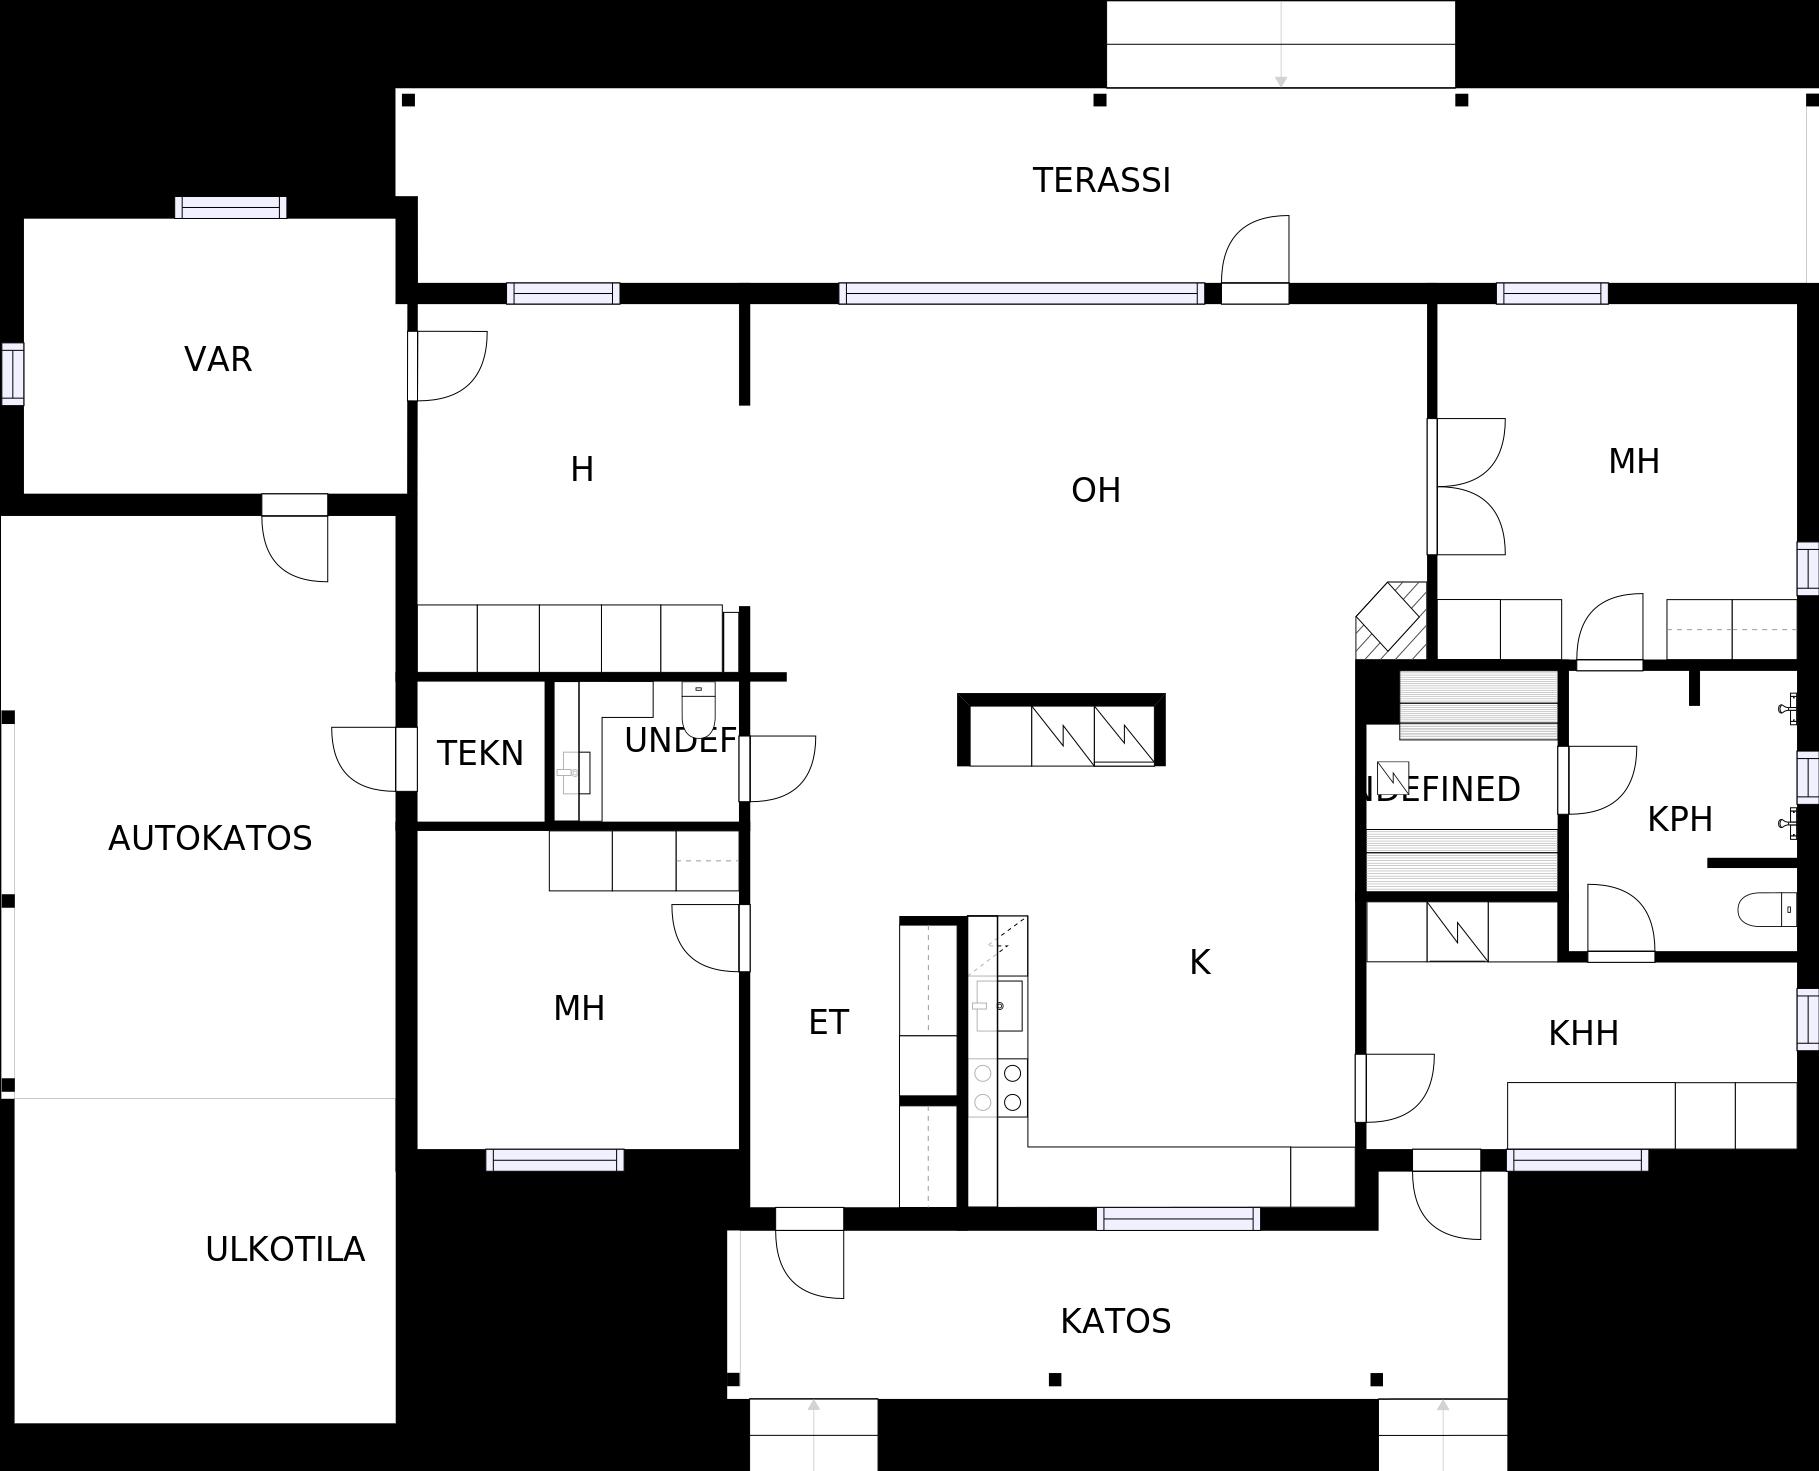 TERASSI
VAR
H
OH
MH
TEKN
UNDEF
NDEFINED
KPH
AUTOKATOS
MH
ET
K
KHH
ULKOTILA
KATOS